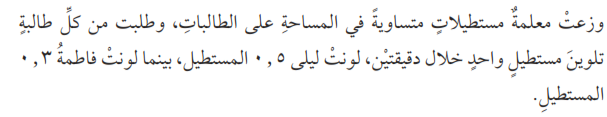 وزعتْ معلمةٌ مستطيلاتٍ متساويةً في المساحةِ على الطالباتِ، وطلبت من كلِّ طالبةٍ
تلوينَ مستطيلٍ واحدٍ خلال دقيقتيْن، لونتْ ليلى ٠,٥ المستطيل، بينما لونتْ فاطمةُ ٠,٣
المستطيلِ.